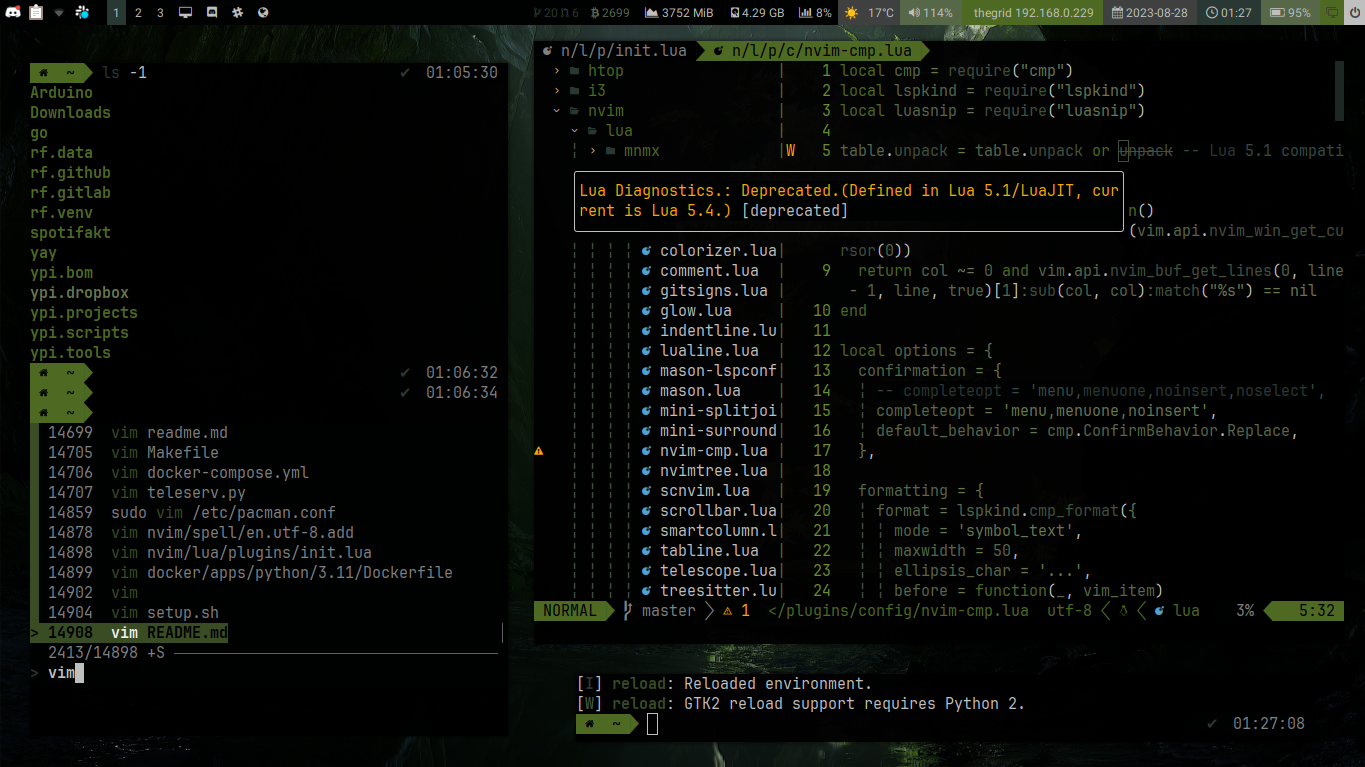 1 2 3 20 6 2699 3752 MiB 4.29 GB 8% 17°C 114% thegrid 192.168.0.229 2023-08-28 01:27 95%
~ ls -1 ✔ 01:05:30
Arduino
Downloads
go
rf.data
rf.github
rf.gitlab
rf.venv
spotifakt
yay
ypi.bom
ypi.dropbox
ypi.projects
ypi.scripts
ypi.tools
~ ✔ 01:06:32
~ ✔ 01:06:34
~
14699 vim readme.md
14705 vim Makefile
14706 vim docker-compose.yml
14707 vim teleserv.py
14859 sudo vim /etc/pacman.conf
14878 vim nvim/spell/en.utf-8.add
14898 vim nvim/lua/plugins/init.lua
14899 vim docker/apps/python/3.11/Dockerfile
14902 vim
14904 vim setup.sh
> 14908 vim README.md
2413/14898 +S
> vim
n/l/p/init.lua n/l/p/c/nvim-cmp.lua
htop
i3
nvim
lua
mnmx
colorizer.lua
comment.lua
gitsigns.lua
glow.lua
indentline.lu
lualine.lua
mason-lspconf
mason.lua
mini-splitjoi
mini-surround
nvim-cmp.lua
nvimtree.lua
scnvim.lua
scrollbar.lua
smartcolumn.l
tabline.lua
telescope.lua
treesitter.lu
1 local cmp = require("cmp")
2 local lspkind = require("lspkind")
3 local luasnip = require("luasnip")
4
W 5 table.unpack = table.unpack or unpack -- Lua 5.1 compati
Lua Diagnostics.: Deprecated.(Defined in Lua 5.1/LuaJIT, cur
rent is Lua 5.4.) [deprecated]
n()
(vim.api.nvim_win_get_cu
rsor(0))
9 return col ~= 0 and vim.api.nvim_buf_get_lines(0, line
- 1, line, true)[1]:sub(col, col):match("%s") == nil
10 end
11
12 local options = {
13 confirmation = {
14 -- completeopt = 'menu,menuone,noinsert,noselect',
15 completeopt = 'menu,menuone,noinsert',
16 default_behavior = cmp.ConfirmBehavior.Replace,
17 },
18
19 formatting = {
20 format = lspkind.cmp_format({
21 mode = 'symbol_text',
22 maxwidth = 50,
23 ellipsis_char = '...',
24 before = function(_, vim_item)
NORMAL master 1 </plugins/config/nvim-cmp.lua utf-8 lua 3% 5:32
[I] reload: Reloaded environment.
[W] reload: GTK2 reload support requires Python 2.
~ ✔ 01:27:08